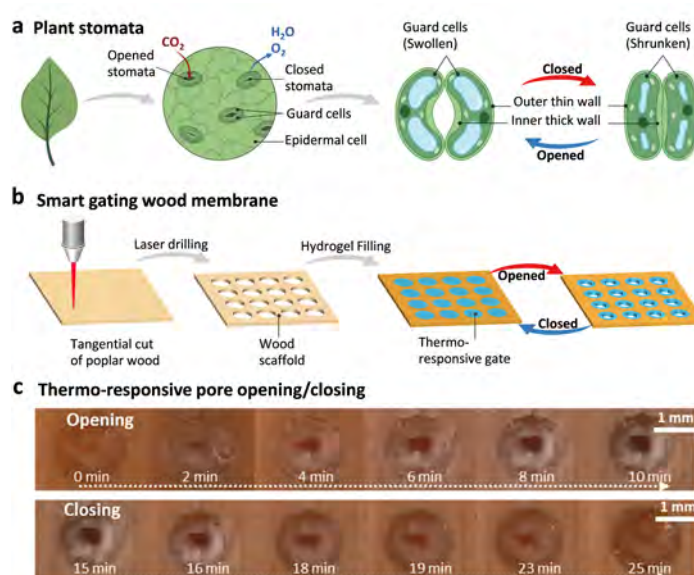 a Plant stomata
CO2
H2O
O2
Opened
stomata
Closed
stomata
Guard cells
Epidermal cell
Guard cells
(Swollen)
Closed
Guard cells
(Shrunken)
Outer thin wall
Inner thick wall
Opened
b Smart gating wood membrane
Laser drilling
Hydrogel Filling
Opened
Closed
Tangential cut
of poplar wood
Wood
scaffold
Thermo-
responsive gate
c Thermo-responsive pore opening/closing
Opening
1 mm
0 min 2 min 4 min 6 min 8 min 10 min
Closing
1 mm
15 min 16 min 18 min 19 min 23 min 25 min